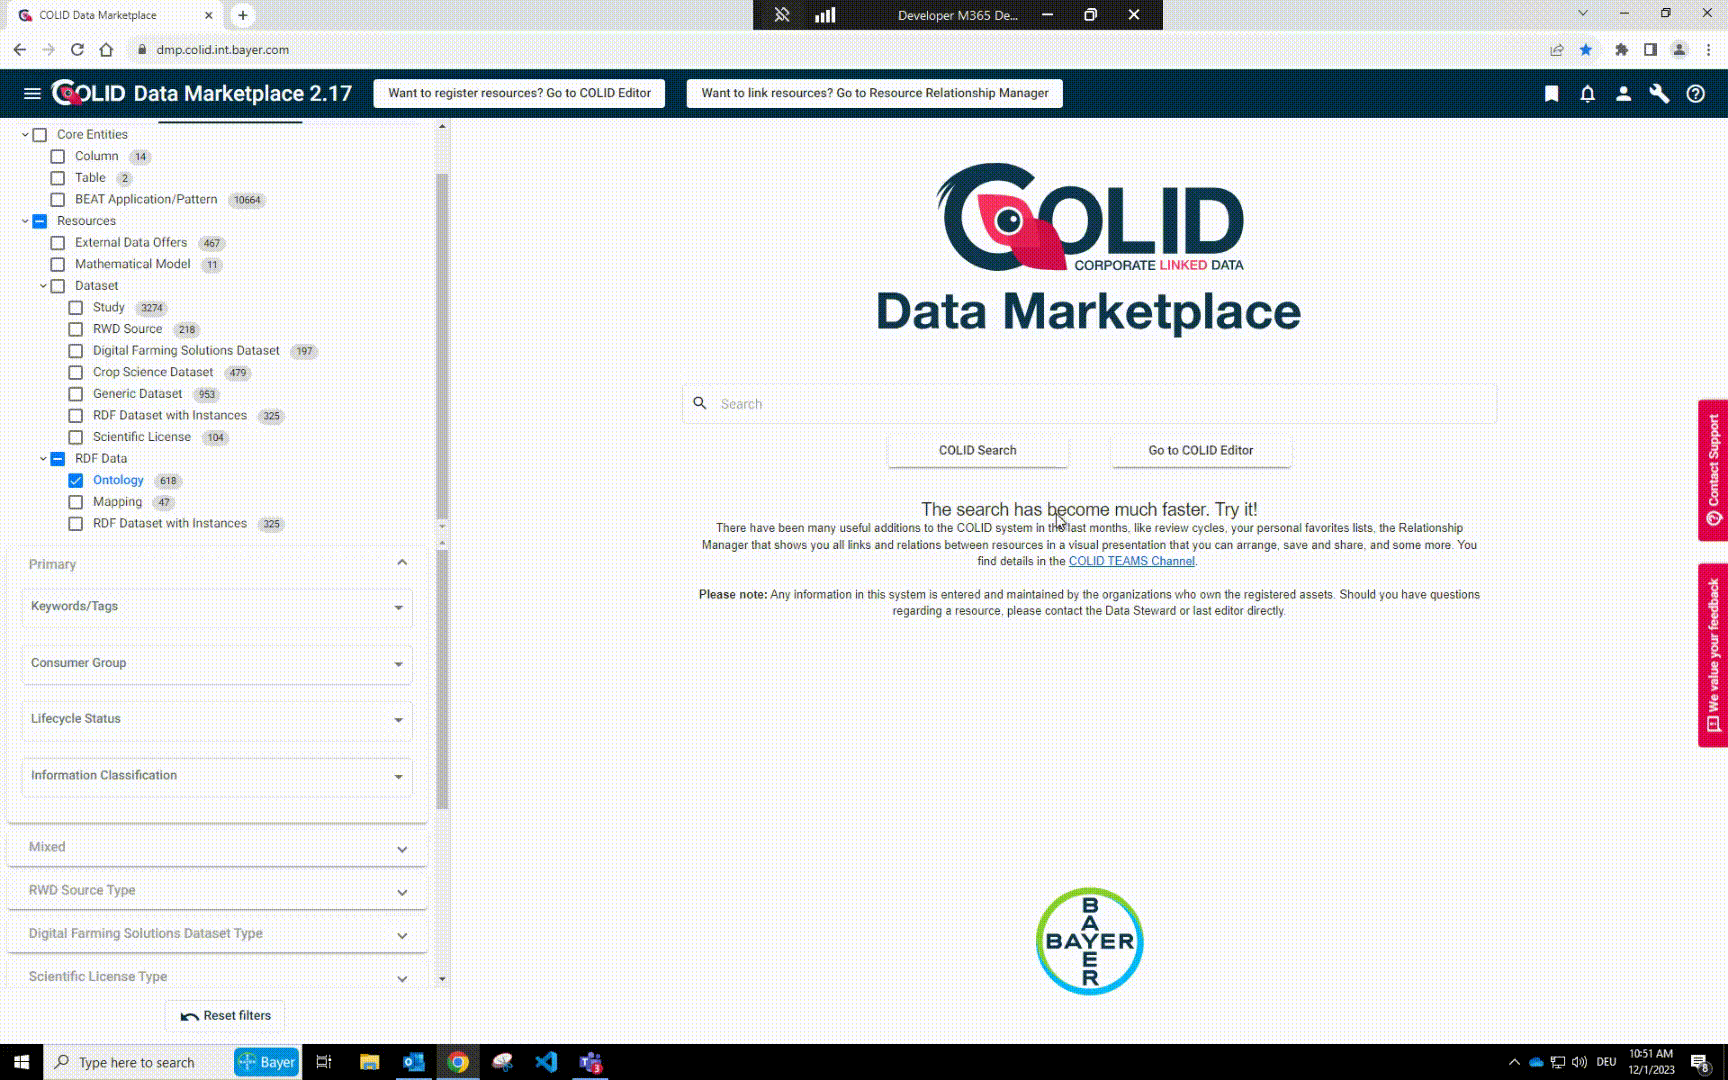 COLID Data Marketplace
Developer M365 De...
dmp.colid.int.bayer.com
COLID Data Marketplace 2.17
Want to register resources? Go to COLID Editor
Want to link resources? Go to Resource Relationship Manager
Core Entities
Column 14
Table 2
BEAT Application/Pattern 10664
Resources
External Data Offers 467
Mathematical Model 11
Dataset
Study 3274
RWD Source 218
Digital Farming Solutions Dataset 197
Crop Science Dataset 479
Generic Dataset 953
RDF Dataset with Instances 325
Scientific License 104
RDF Data
Ontology 618
Mapping 47
RDF Dataset with Instances 325
Primary
Keywords/Tags
Consumer Group
Lifecycle Status
Information Classification
Mixed
RWD Source Type
Digital Farming Solutions Dataset Type
Scientific License Type
Reset filters
COLID
CORPORATE LINKED DATA
Data Marketplace
Search
COLID Search
Go to COLID Editor
The search has become much faster. Try it!
There have been many useful additions to the COLID system in the last months, like review cycles, your personal favorites lists, the Relationship
Manager that shows you all links and relations between resources in a visual presentation that you can arrange, save and share, and some more. You
find details in the COLID TEAMS Channel.
Please note: Any information in this system is entered and maintained by the organizations who own the registered assets. Should you have questions
regarding a resource, please contact the Data Steward or last editor directly.
BAYER
BAYER
Contact Support
We value your feedback
Type here to search
Bayer
3
DEU
10:51 AM
12/1/2023
8